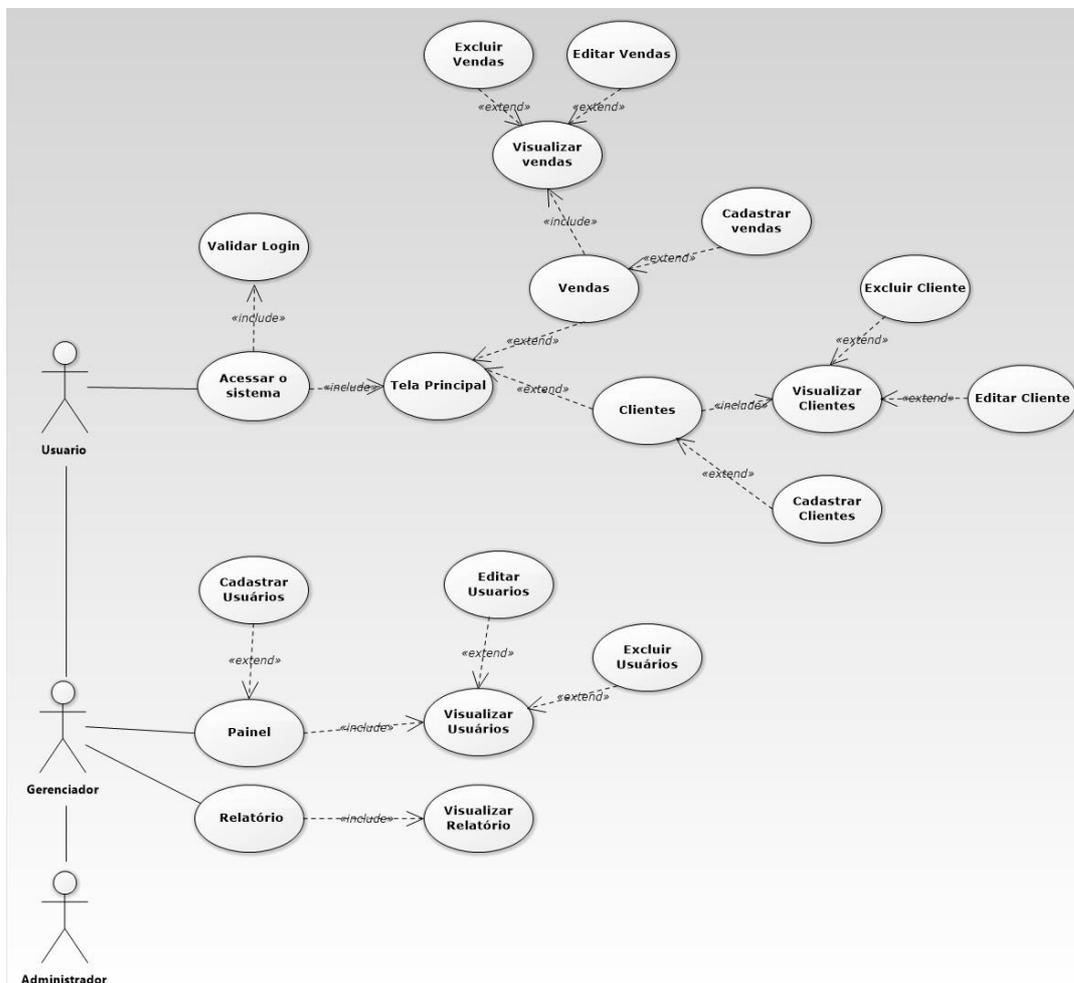 Excluir
Vendas
Editar Vendas
«extend»
«extend»
Visualizar
vendas
«include»
Cadastrar
vendas
«extend»
Validar Login
Vendas
Excluir Cliente
«include»
«extend»
«extend»
Acessar o
sistema
«include»
Tela Principal
«extend»
Clientes
«include»
Visualizar
Clientes
«extend»
Editar Cliente
Usuario
«extend»
Cadastrar
Clientes
Cadastrar
Usuários
Editar
Usuarios
«extend»
«extend»
Excluir
Usuários
«extend»
Painel
«include»
Visualizar
Usuários
Gerenciador
Relatório
«include»
Visualizar
Relatório
Administrador